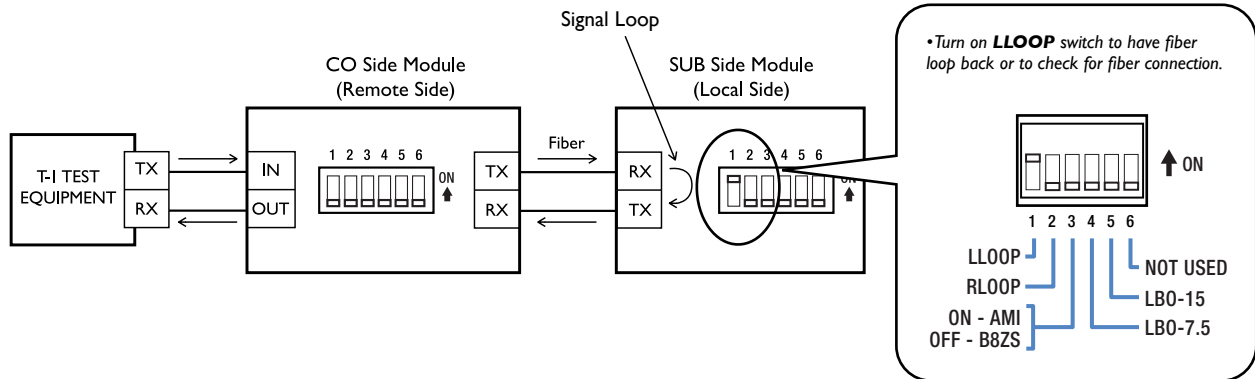 Signal Loop
CO Side Module
(Remote Side)
SUB Side Module
(Local Side)
T-1 TEST
EQUIPMENT
TX
RX
IN
OUT
1 2 3 4 5 6
ON
TX
RX
Fiber
RX
TX
1 2 3 4 5 6
ON
•Turn on LLOOP switch to have fiber
loop back or to check for fiber connection.
ON
1 2 3 4 5 6
LLOOP
RLOOP
ON - AMI
OFF - B8ZS
NOT USED
LBO-15
LBO-7.5